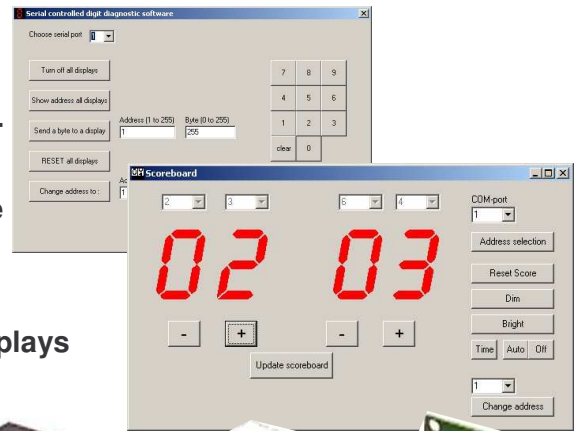 Serial controlled digit diagnostic software
Choose serial port 1
Turn off all displays
Show address all displays
Send a byte to a display
Address (1 to 255) Byte (0 to 255)
1 255
RESET all displays
Change address to :
1
7 8 9
4 5 6
1 2 3
clear 0
Scoreboard
2 3 6 4
02 03
- + - +
Update scoreboard
COM-port
1
Address selection
Reset Score
Dim
Bright
Time Auto Off
1
Change address